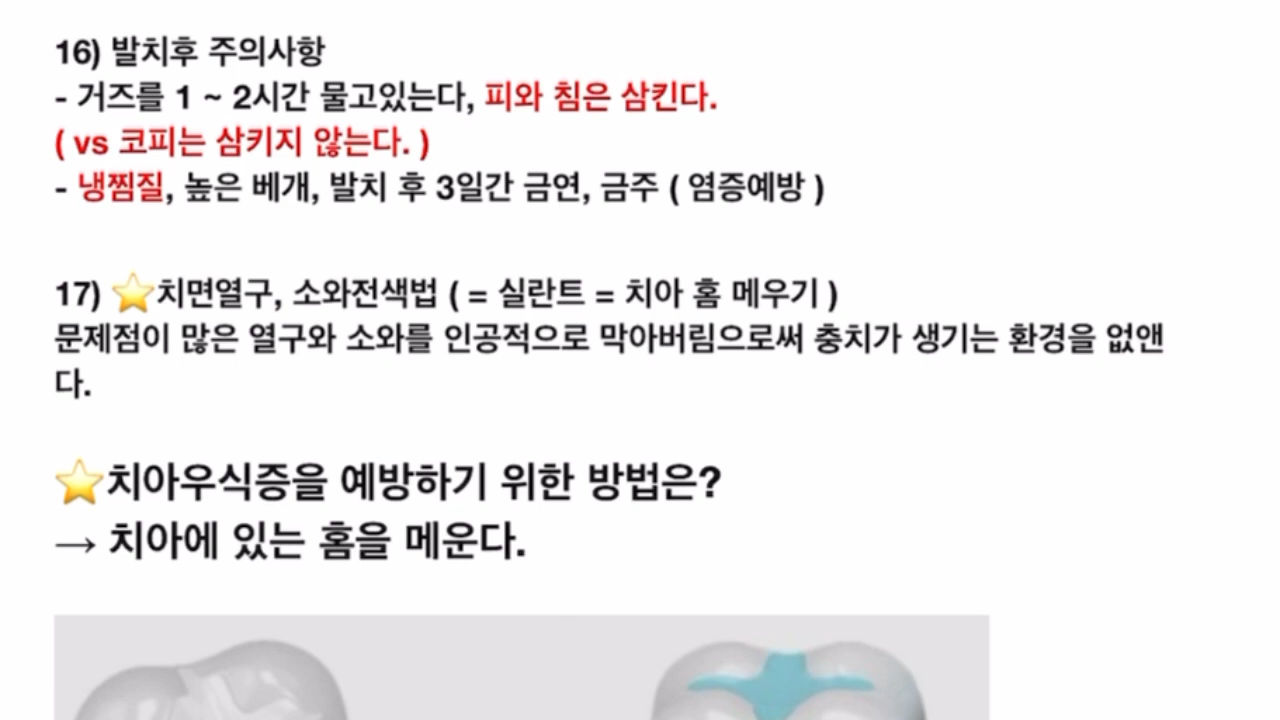 16) 발치후 주의사항
- 거즈를 1 ~ 2시간 물고있는다, 피와 침은 삼킨다.
( vs 코피는 삼키지 않는다. )
- 냉찜질, 높은 베개, 발치 후 3일간 금연, 금주 ( 염증예방 )
17) ⭐치면열구, 소와전색법 ( = 실란트 = 치아 홈 메우기 )
문제점이 많은 열구와 소와를 인공적으로 막아버림으로써 충치가 생기는 환경을 없앤
다.
⭐치아우식증을 예방하기 위한 방법은?
→ 치아에 있는 홈을 메운다.